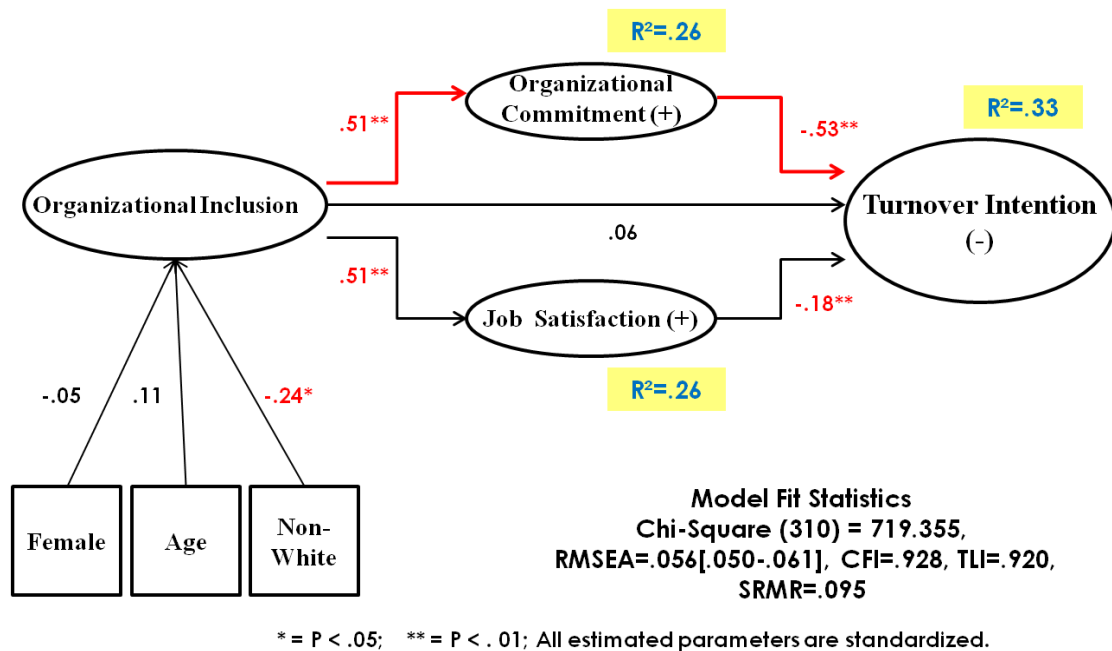 R²=.26
Organizational
Commitment (+)
R²=.33
.51**
-.53**
Organizational Inclusion
Turnover Intention
(-)
.06
.51**
-.18**
Job Satisfaction (+)
R²=.26
-.05
.11
-.24*
Female
Age
Non-
White
Model Fit Statistics
Chi-Square (310) = 719.355,
RMSEA=.056[.050-.061], CFI=.928, TLI=.920,
SRMR=.095
* = P < .05; ** = P < . 01; All estimated parameters are standardized.